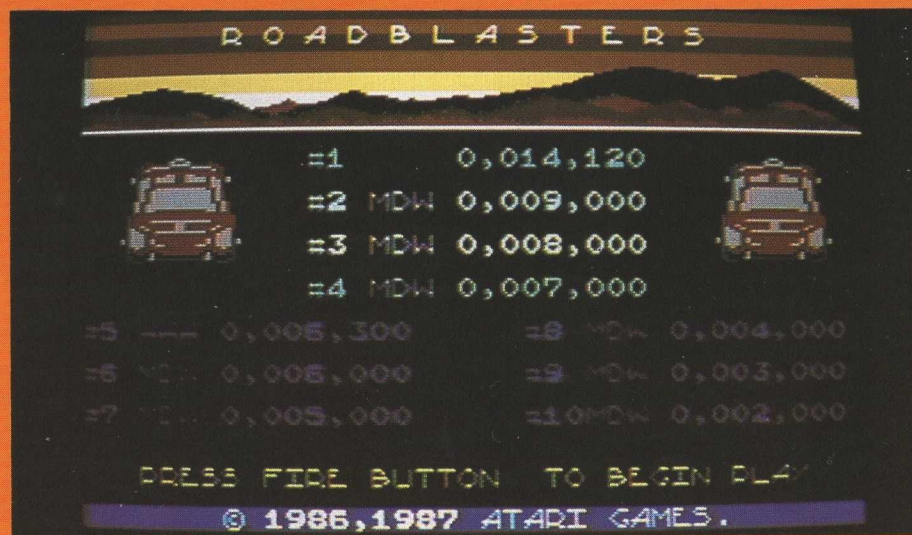 ROADBLASTERS
=1 0,014,120
=2 MDW 0,009,000
=3 MDW 0,008,000
=4 MDW 0,007,000
=5 --- 0,006,300 =8 MDW 0,004,000
=6 MDW 0,006,000 =9 MDW 0,003,000
=7 MDW 0,005,000 =10MDW 0,002,000
PRESS FIRE BUTTON TO BEGIN PLAY
© 1986,1987 ATARI GAMES.